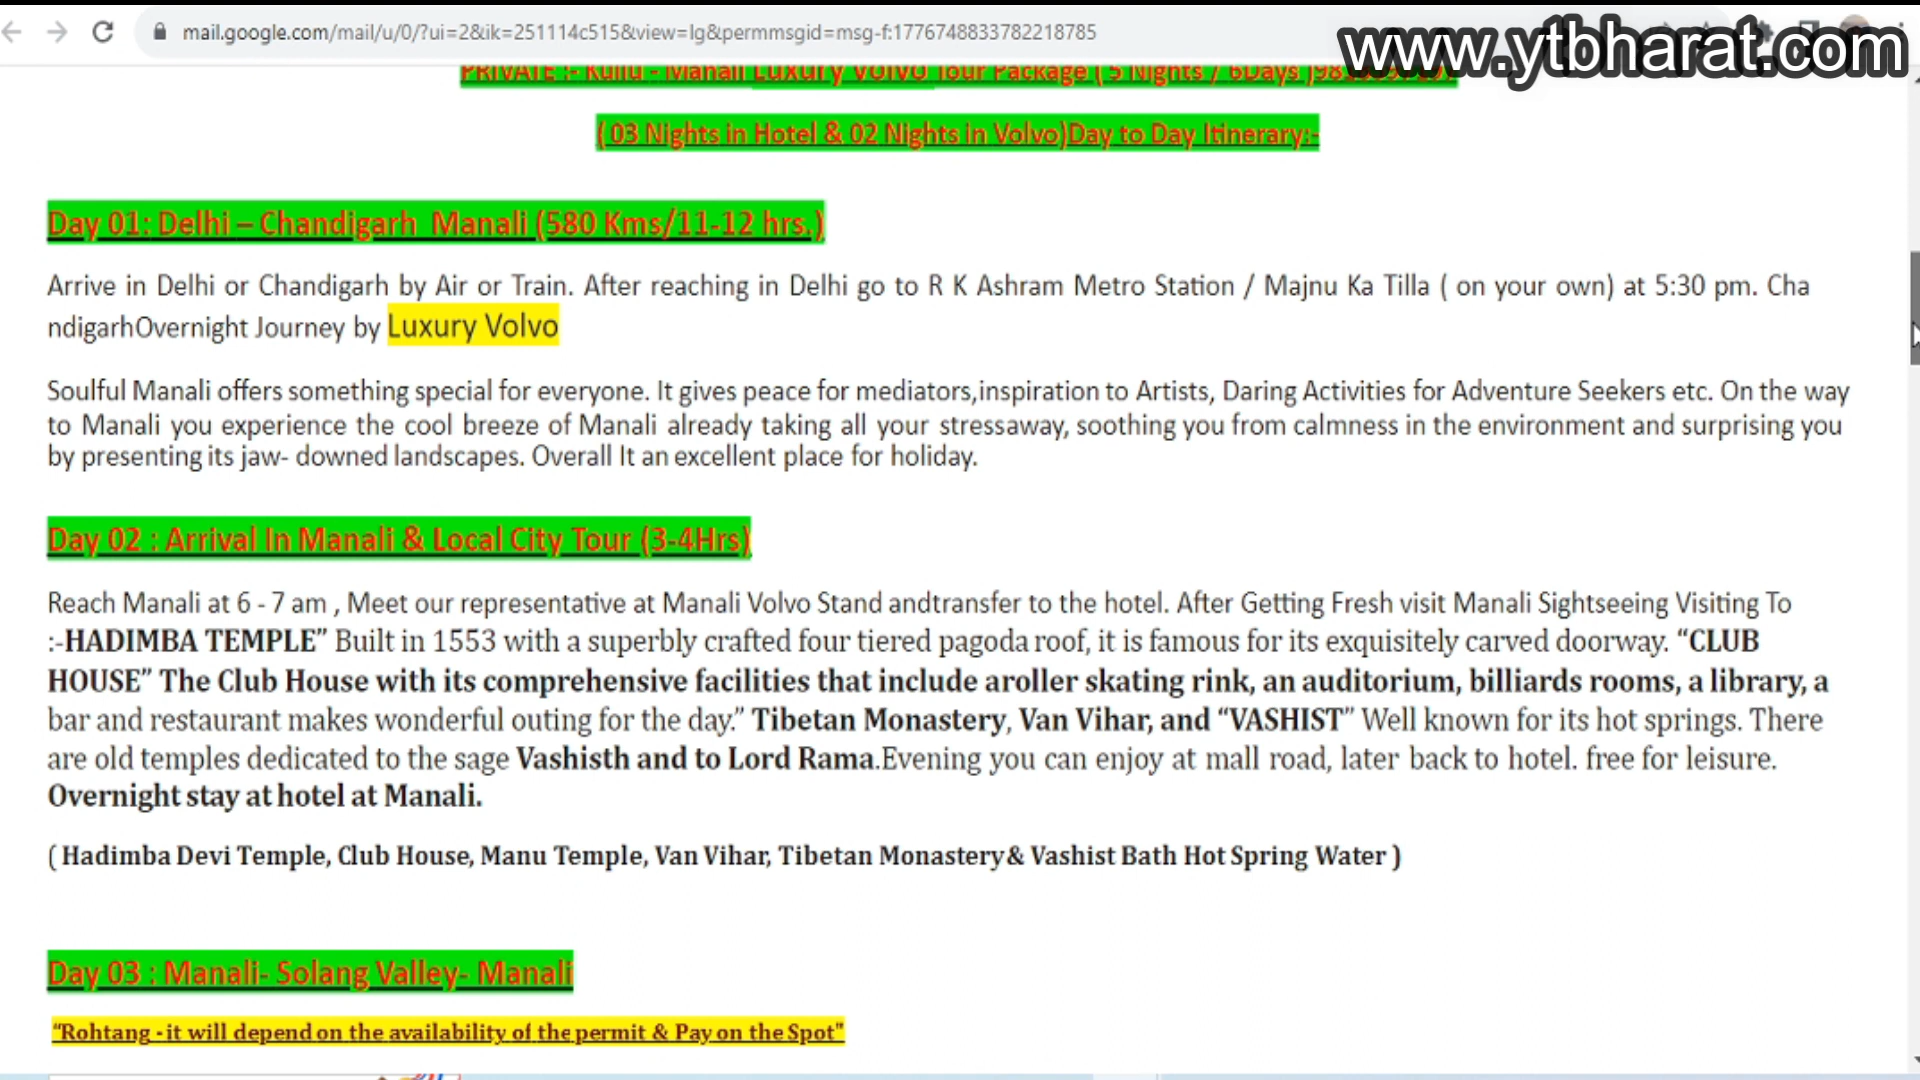 mail.google.com/mail/u/0/?ui=2&ik=251114c515&view=lg&permmsgid=msg-f:1776748833782218785
www.ytbharat.com
PRIVATE :- Kullu - Manali Luxury VOLVO Tour Package ( 5 Nights / 6Days )
( 03 Nights in Hotel & 02 Nights in Volvo)Day to Day Itinerary:-
Day 01: Delhi – Chandigarh Manali (580 Kms/11-12 hrs.)
Arrive in Delhi or Chandigarh by Air or Train. After reaching in Delhi go to R K Ashram Metro Station / Majnu Ka Tilla ( on your own) at 5:30 pm. Cha
ndigarhOvernight Journey by Luxury Volvo
Soulful Manali offers something special for everyone. It gives peace for mediators,inspiration to Artists, Daring Activities for Adventure Seekers etc. On the way
to Manali you experience the cool breeze of Manali already taking all your stressaway, soothing you from calmness in the environment and surprising you
by presenting its jaw- downed landscapes. Overall It an excellent place for holiday.
Day 02 : Arrival In Manali & Local City Tour (3-4Hrs)
Reach Manali at 6 - 7 am , Meet our representative at Manali Volvo Stand andtransfer to the hotel. After Getting Fresh visit Manali Sightseeing Visiting To
:-HADIMBA TEMPLE” Built in 1553 with a superbly crafted four tiered pagoda roof, it is famous for its exquisitely carved doorway. “CLUB
HOUSE” The Club House with its comprehensive facilities that include aroller skating rink, an auditorium, billiards rooms, a library, a
bar and restaurant makes wonderful outing for the day.” Tibetan Monastery, Van Vihar, and “VASHIST” Well known for its hot springs. There
are old temples dedicated to the sage Vashisth and to Lord Rama.Evening you can enjoy at mall road, later back to hotel. free for leisure.
Overnight stay at hotel at Manali.
( Hadimba Devi Temple, Club House, Manu Temple, Van Vihar, Tibetan Monastery& Vashist Bath Hot Spring Water )
Day 03 : Manali- Solang Valley- Manali
“Rohtang -it will depend on the availability of the permit & Pay on the Spot”